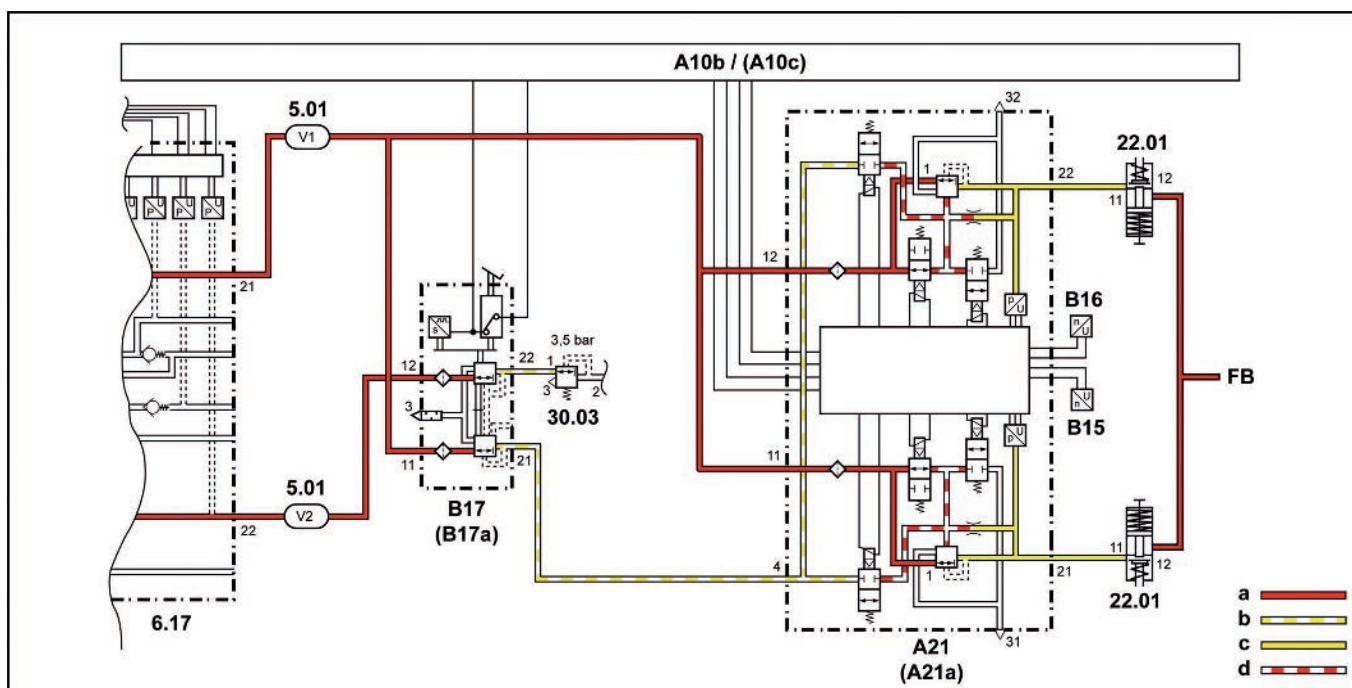 A10b / (A10c)
5.01
V1
32
22.01
1
22
12
11
U
P
U
P
U
P
U
21
12
B16
P
U
n
U
3,5 bar
S
22
1
12
3
2
30.03
FB
3
n
U
B15
11
21
5.01
V2
22
B17
(B17a)
11
P
U
4
1
21
11
12
22.01
6.17
31
A21
(A21a)
a
b
c
d